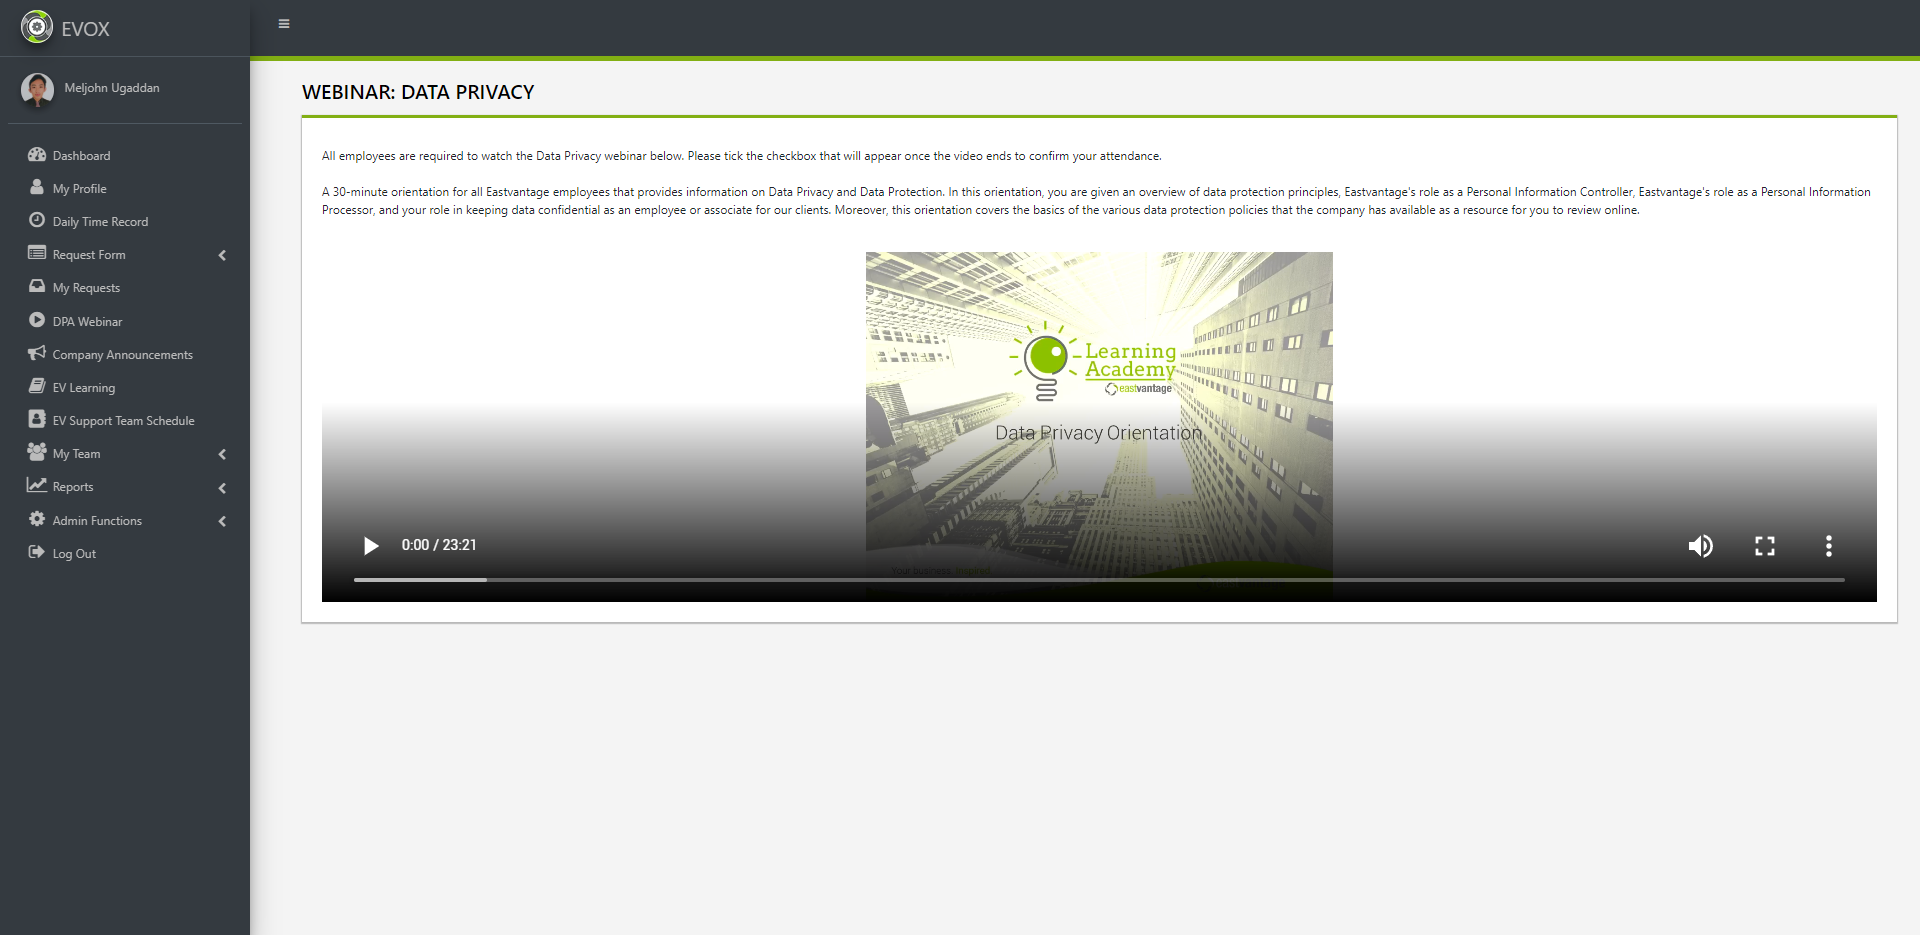 EVOX
Meljohn Ugaddan
Dashboard
My Profile
Daily Time Record
Request Form
My Requests
DPA Webinar
Company Announcements
EV Learning
EV Support Team Schedule
My Team
Reports
Admin Functions
Log Out
WEBINAR: DATA PRIVACY
All employees are required to watch the Data Privacy webinar below. Please tick the checkbox that will appear once the video ends to confirm your attendance.
A 30-minute orientation for all Eastvantage employees that provides information on Data Privacy and Data Protection. In this orientation, you are given an overview of data protection principles, Eastvantage's role as a Personal Information Controller, Eastvantage's role as a Personal Information
Processor, and your role in keeping data confidential as an employee or associate for our clients. Moreover, this orientation covers the basics of the various data protection policies that the company has available as a resource for you to review online.
Learning
Academy
eastvantage
Data Privacy Orientation
Your business inspired
0:00 / 23:21